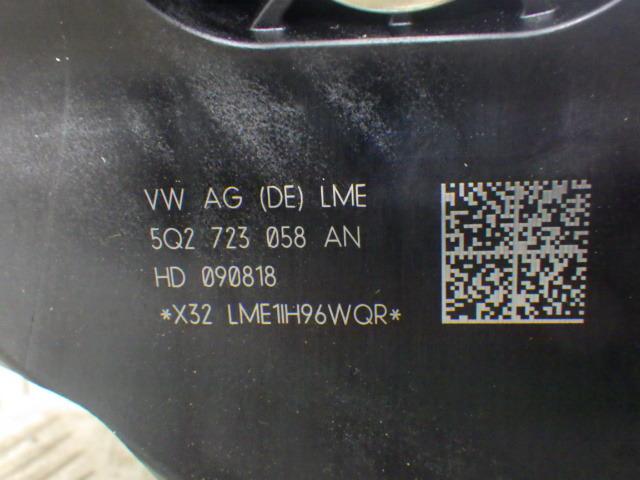 VW AG (DE) LME
5Q2 723 058 AN
HD 090818
*X32 LME1IH96WQR*